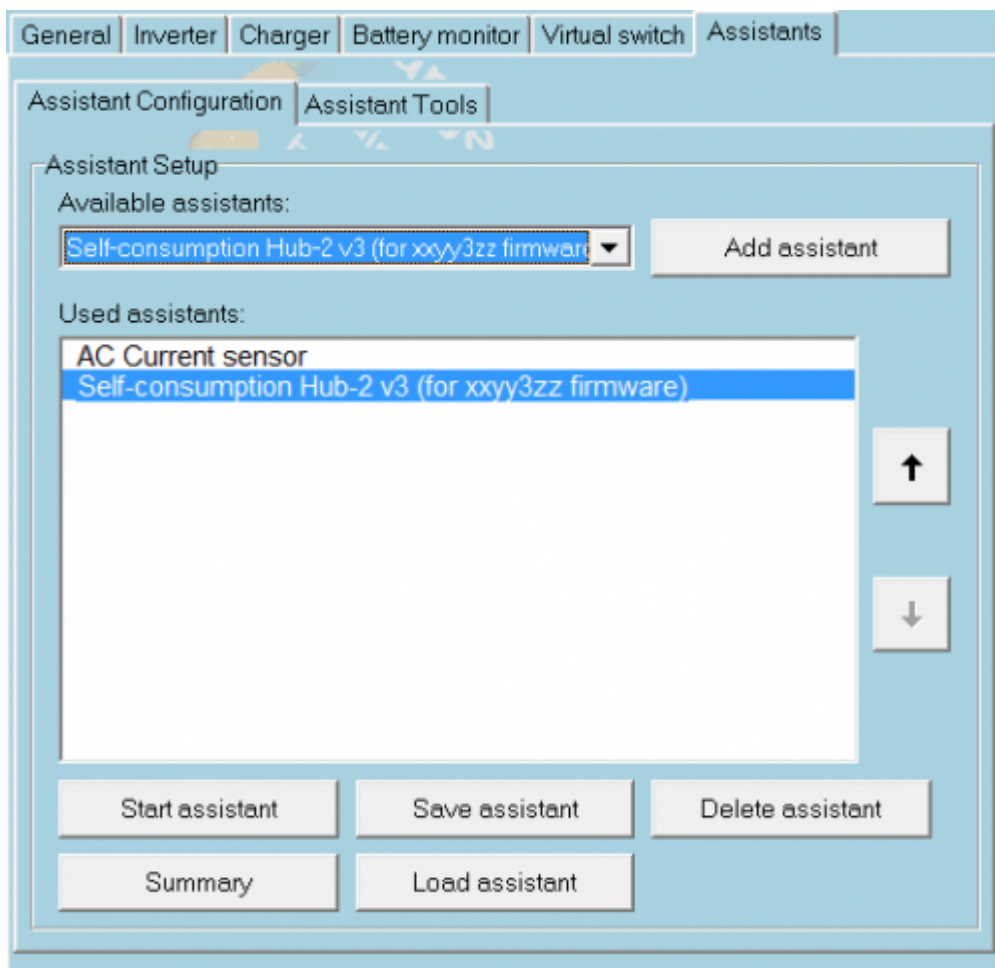 General Inverter Charger Battery monitor Virtual switch Assistants
Assistant Configuration Assistant Tools
Assistant Setup
Available assistants:
Self-consumption Hub-2 v3 (for xxyy3zz firmware
Add assistant
Used assistants:
AC Current sensor
Self-consumption Hub-2 v3 (for xxyy3zz firmware)
Start assistant Save assistant Delete assistant
Summary Load assistant